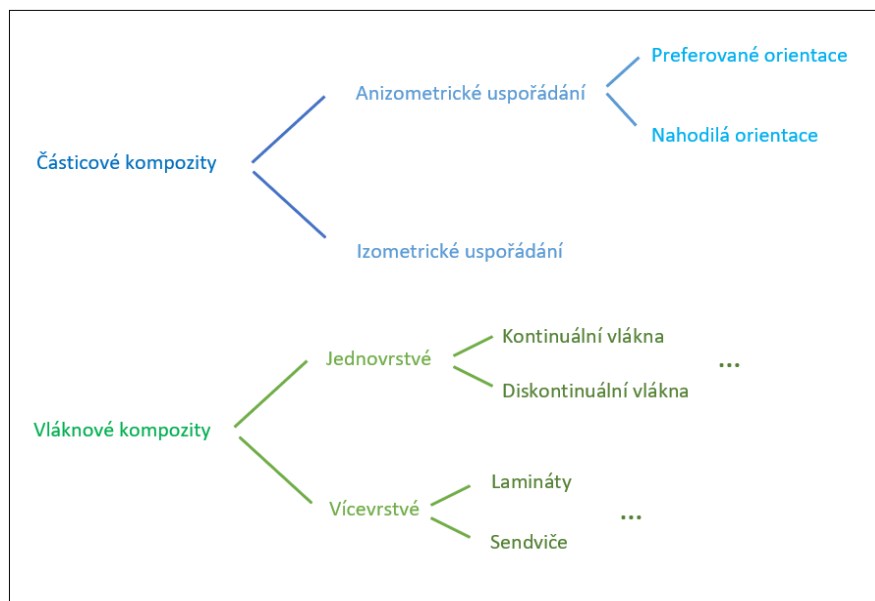 Částicové kompozity
Anizometrické uspořádání
Preferované orientace
Nahodilá orientace
Izometrické uspořádání
Vláknové kompozity
Jednovrstvé
Kontinuální vlákna
Diskontinuální vlákna
...
Vícevrstvé
Lamináty
Sendviče
...